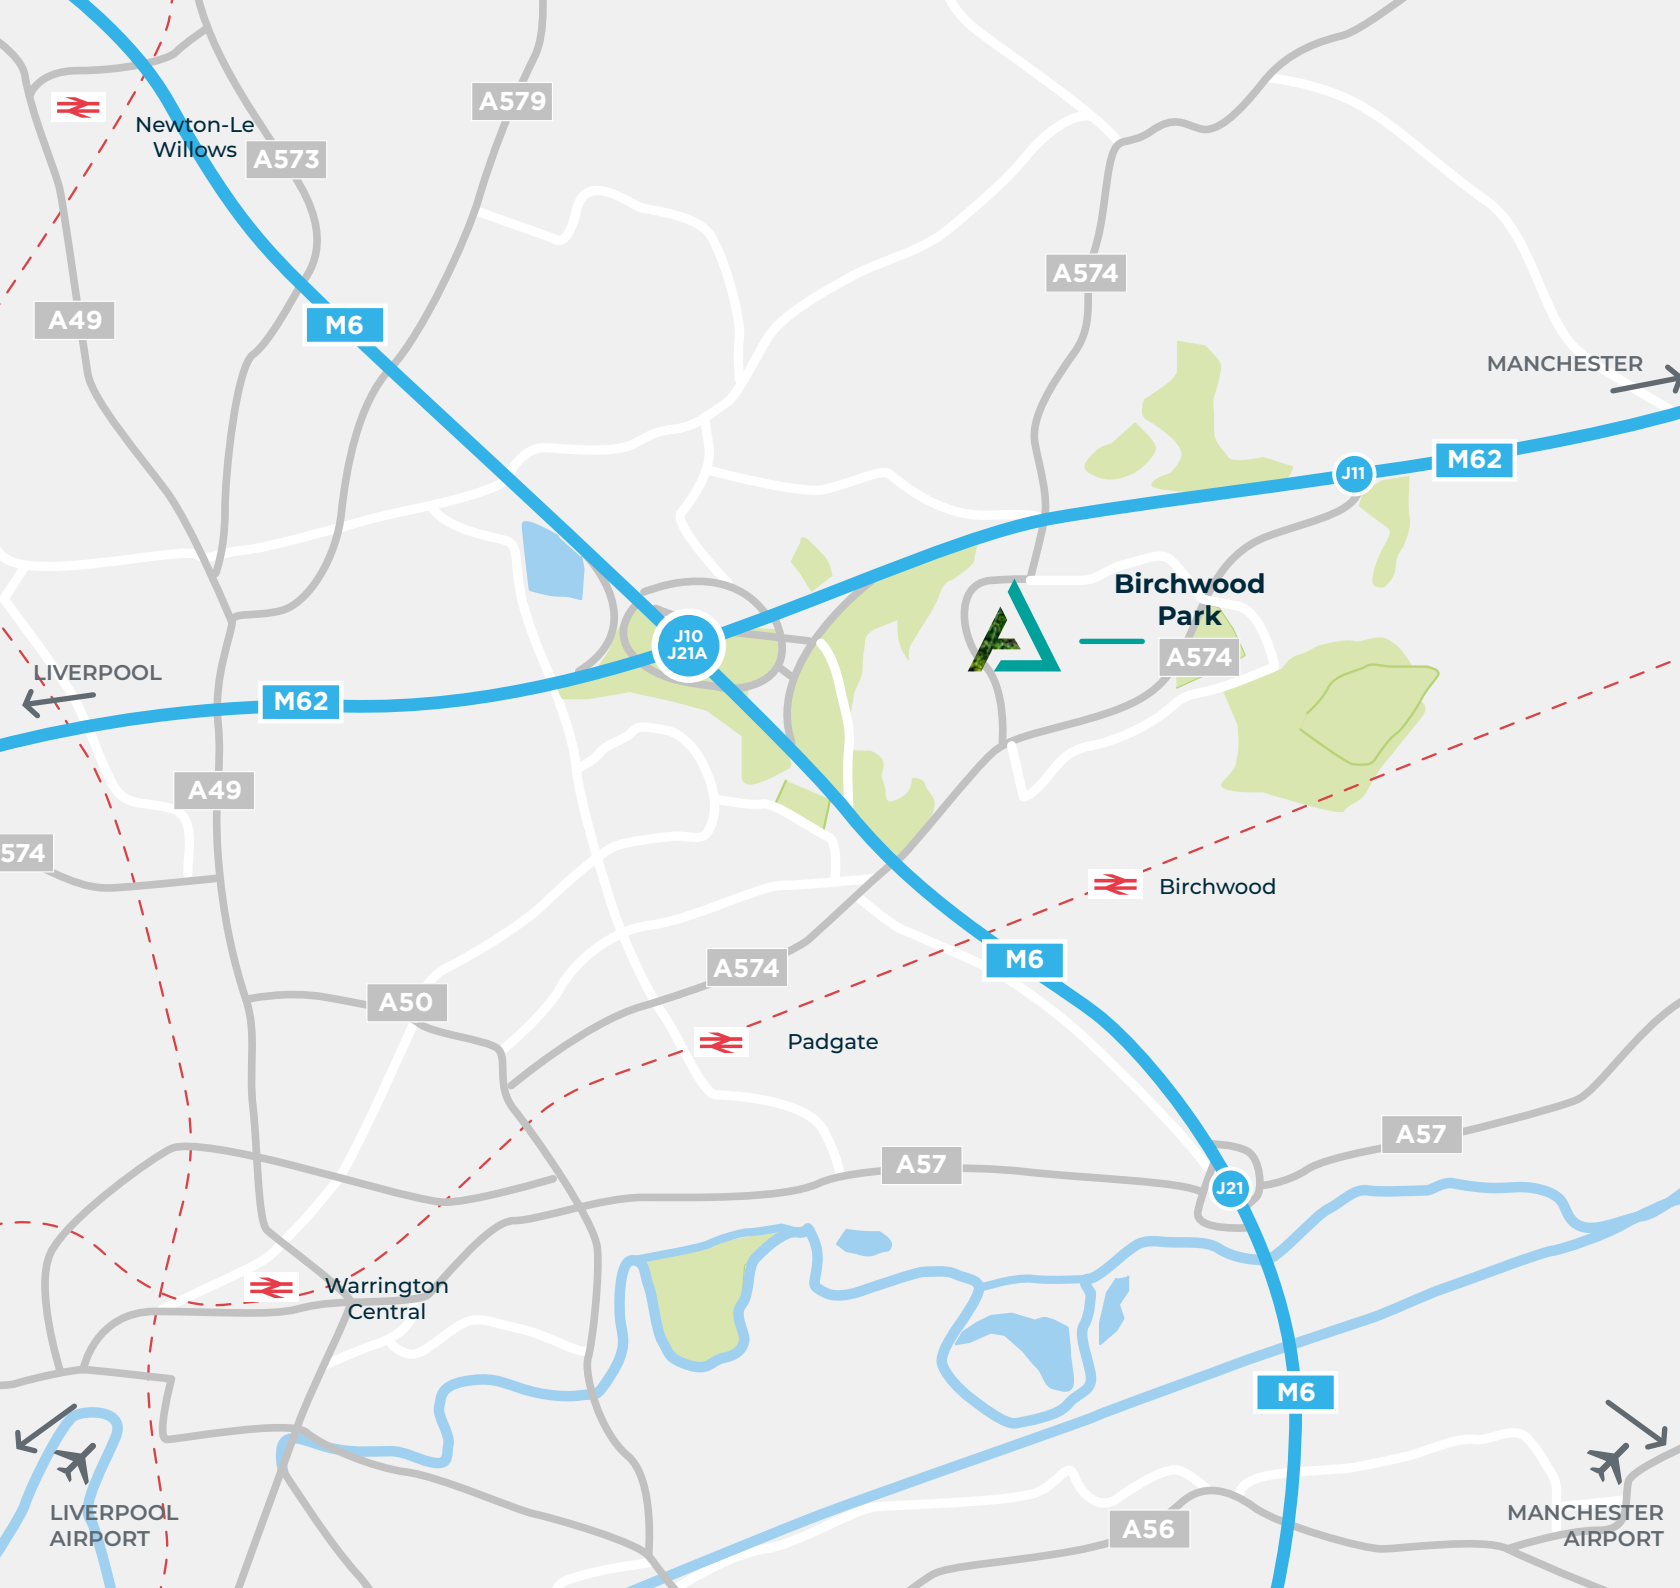 A579
Newton-Le
Willows
A573
A574
A49
M6
MANCHESTER
M62
J11
Birchwood
Park
J10
J21A
A574
LIVERPOOL
M62
A49
574
Birchwood
M6
A574
A50
Padgate
A57
A57
J21
Warrington
Central
M6
LIVERPOOL
AIRPORT
MANCHESTER
AIRPORT
A56